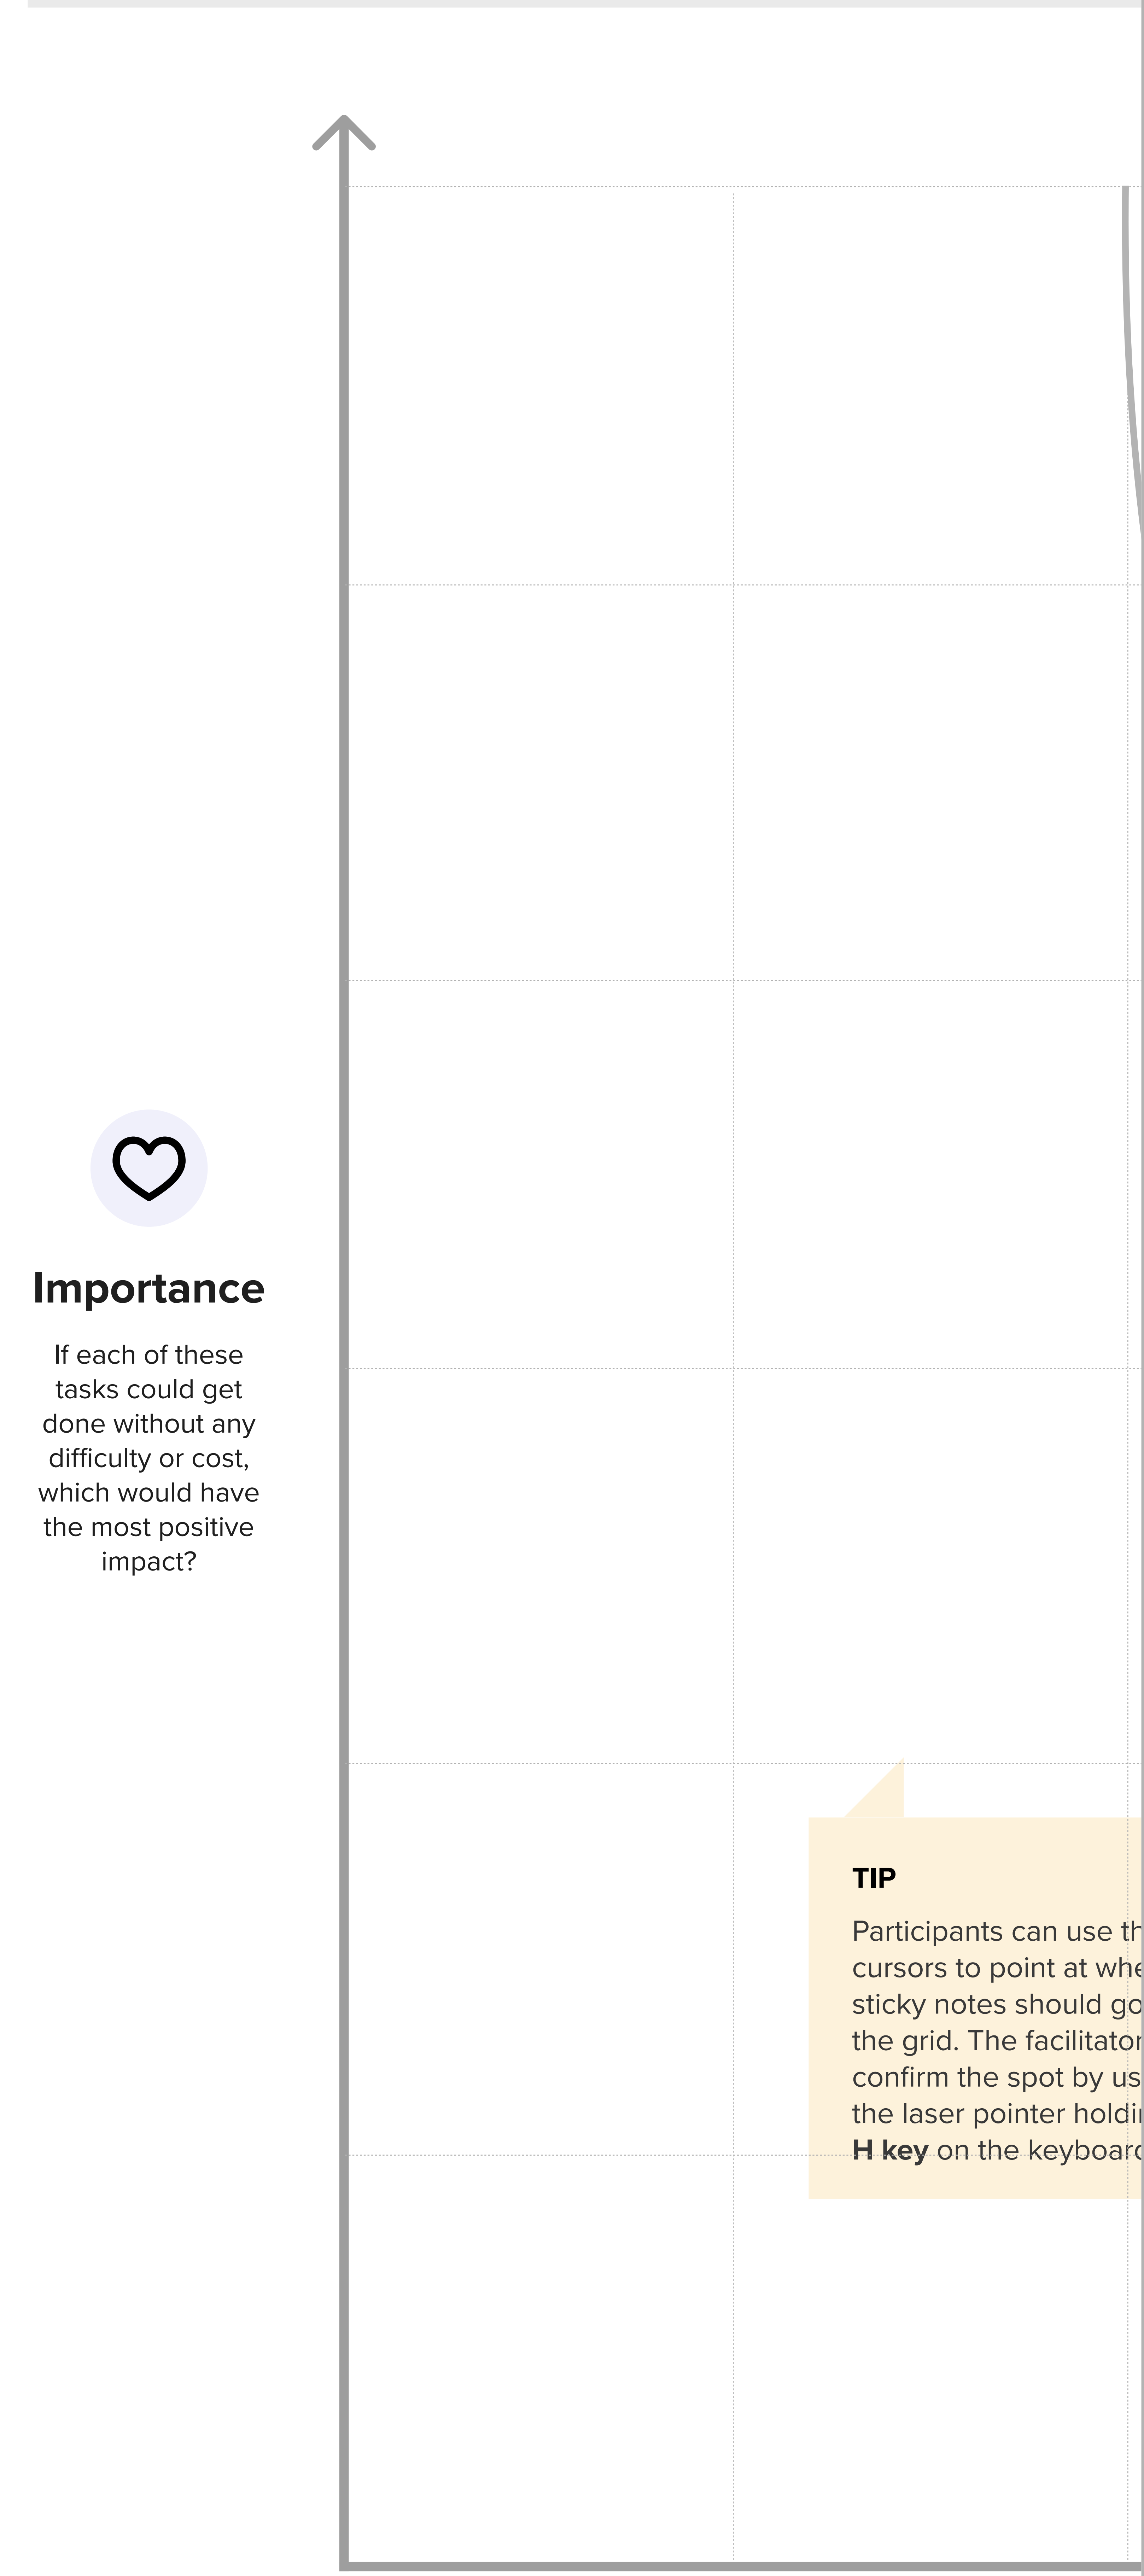 Importance
If each of these
tasks could get
done without any
difficulty or cost,
which would have
the most positive
impact?
TIP
Participants can use
cursors to point at
sticky notes should go
the grid. The facilitator
confirm the spot by
the laser pointer
H key on the keyboard